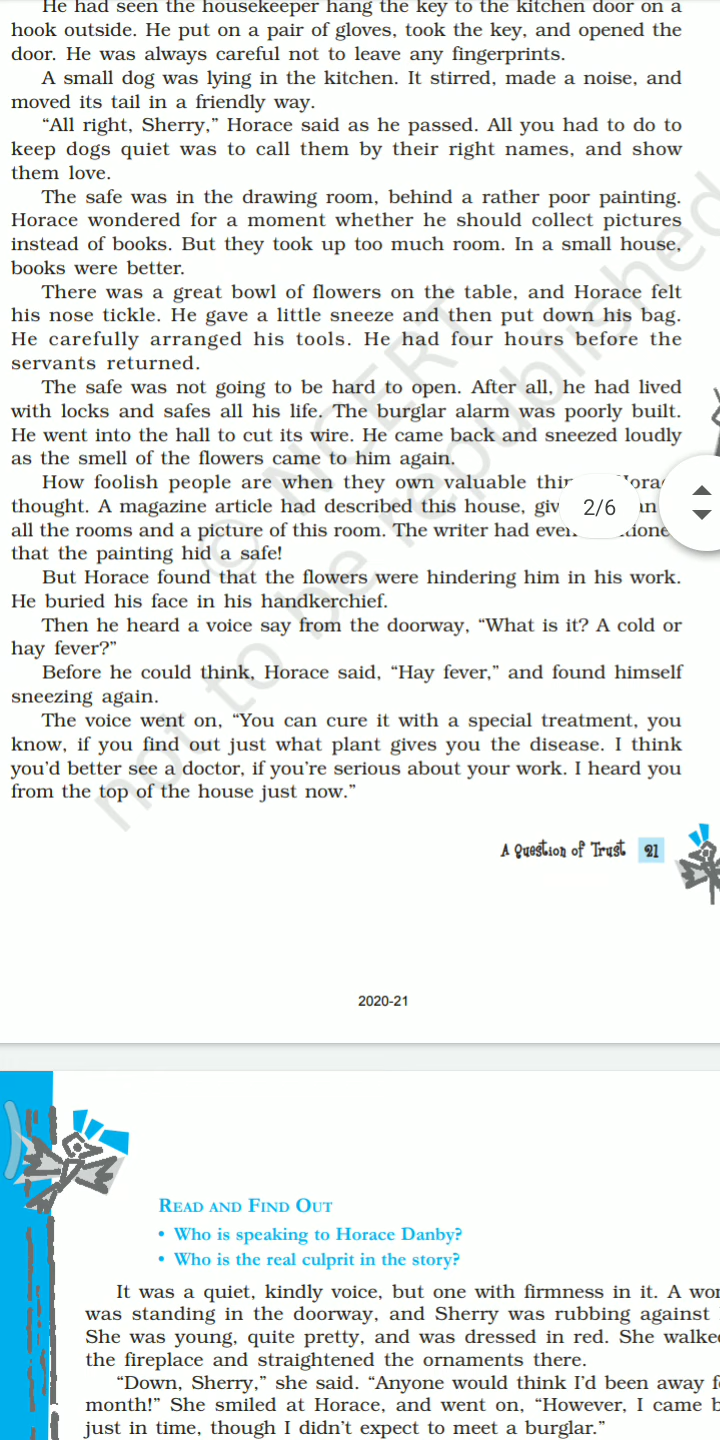 He had seen the housekeeper hang the key to the kitchen door on a
hook outside. He put on a pair of gloves, took the key, and opened the
door. He was always careful not to leave any fingerprints.
A small dog was lying in the kitchen. It stirred, made a noise, and
moved its tail in a friendly way.
“All right, Sherry,” Horace said as he passed. All you had to do to
keep dogs quiet was to call them by their right names, and show
them love.
The safe was in the drawing room, behind a rather poor painting.
Horace wondered for a moment whether he should collect pictures
instead of books. But they took up too much room. In a small house,
books were better.
There was a great bowl of flowers on the table, and Horace felt
his nose tickle. He gave a little sneeze and then put down his bag.
He carefully arranged his tools. He had four hours before the
servants returned.
The safe was not going to be hard to open. After all, he had lived
with locks and safes all his life. The burglar alarm was poorly built.
He went into the hall to cut its wire. He came back and sneezed loudly
as the smell of the flowers came to him again.
How foolish people are when they own valuable
thought. A magazine article had described this house,
all the rooms and a picture of this room. The writer had
that the painting hid a safe!
But Horace found that the flowers were hindering him in his work.
He buried his face in his handkerchief.
Then he heard a voice say from the doorway, “What is it? A cold or
hay fever?”
Before he could think, Horace said, “Hay fever,” and found himself
sneezing again.
The voice went on, “You can cure it with a special treatment, you
know, if you find out just what plant gives you the disease. I think
you’d better see a doctor, if you’re serious about your work. I heard you
from the top of the house just now.”
2/6
© NCERT
not to be republished
A Question of Trust 21
2020-21
READ AND FIND OUT
• Who is speaking to Horace Danby?
• Who is the real culprit in the story?
It was a quiet, kindly voice, but one with firmness in it. A
was standing in the doorway, and Sherry was rubbing against
She was young, quite pretty, and was dressed in red. She
the fireplace and straightened the ornaments there.
“Down, Sherry,” she said. “Anyone would think I’d been away
month!” She smiled at Horace, and went on, “However, I came
just in time, though I didn’t expect to meet a burglar.”